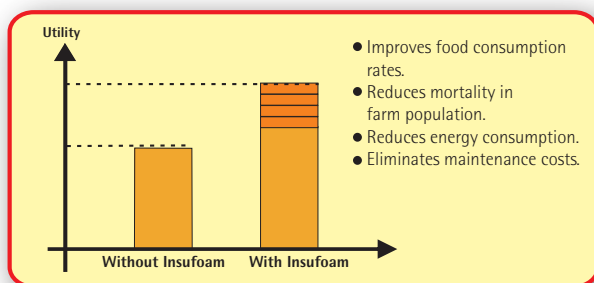 Utility
Without Insufoam
With Insufoam
● Improves food consumption
rates.
● Reduces mortality in
farm population.
● Reduces energy consumption.
● Eliminates maintenance costs.